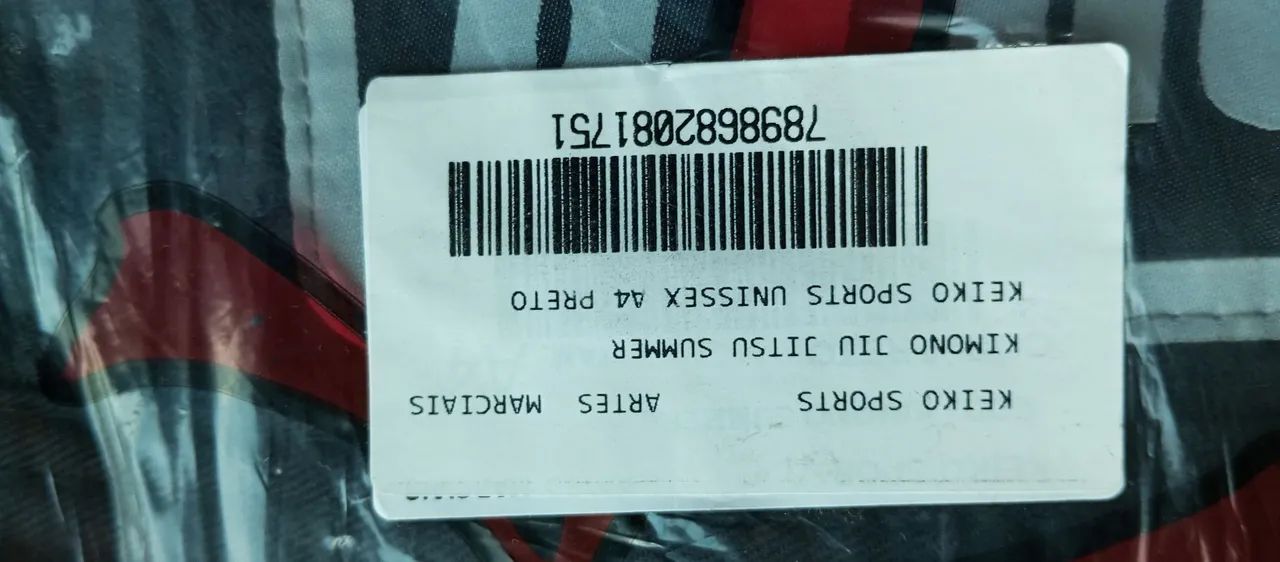 KEIKO SPORTS ARTES MARCIAIS
KIMONO JIU JITSU SUMMER
KEIKO SPORTS UNISSEX A4 PRETO
7898682081751